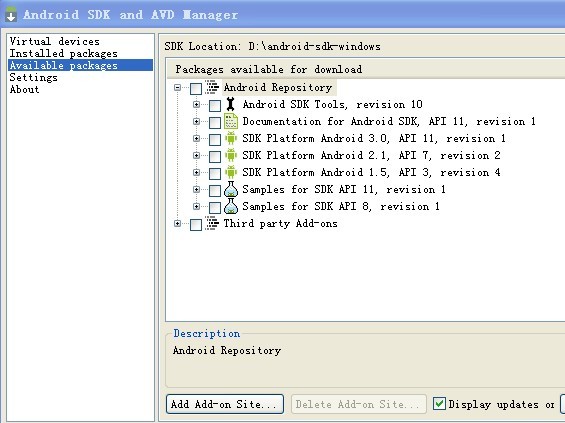 Android SDK and AVD Manager
Virtual devices
Installed packages
Available packages
Settings
About
SDK Location: D:\android-sdk-windows
Packages available for download
Android Repository
Android SDK Tools, revision 10
Documentation for Android SDK, API 11, revision 1
SDK Platform Android 3.0, API 11, revision 1
SDK Platform Android 2.1, API 7, revision 2
SDK Platform Android 1.5, API 3, revision 4
Samples for SDK API 11, revision 1
Samples for SDK API 8, revision 1
Third party Add-ons
Description
Android Repository
Add Add-on Site... Delete Add-on Site... Display updates or